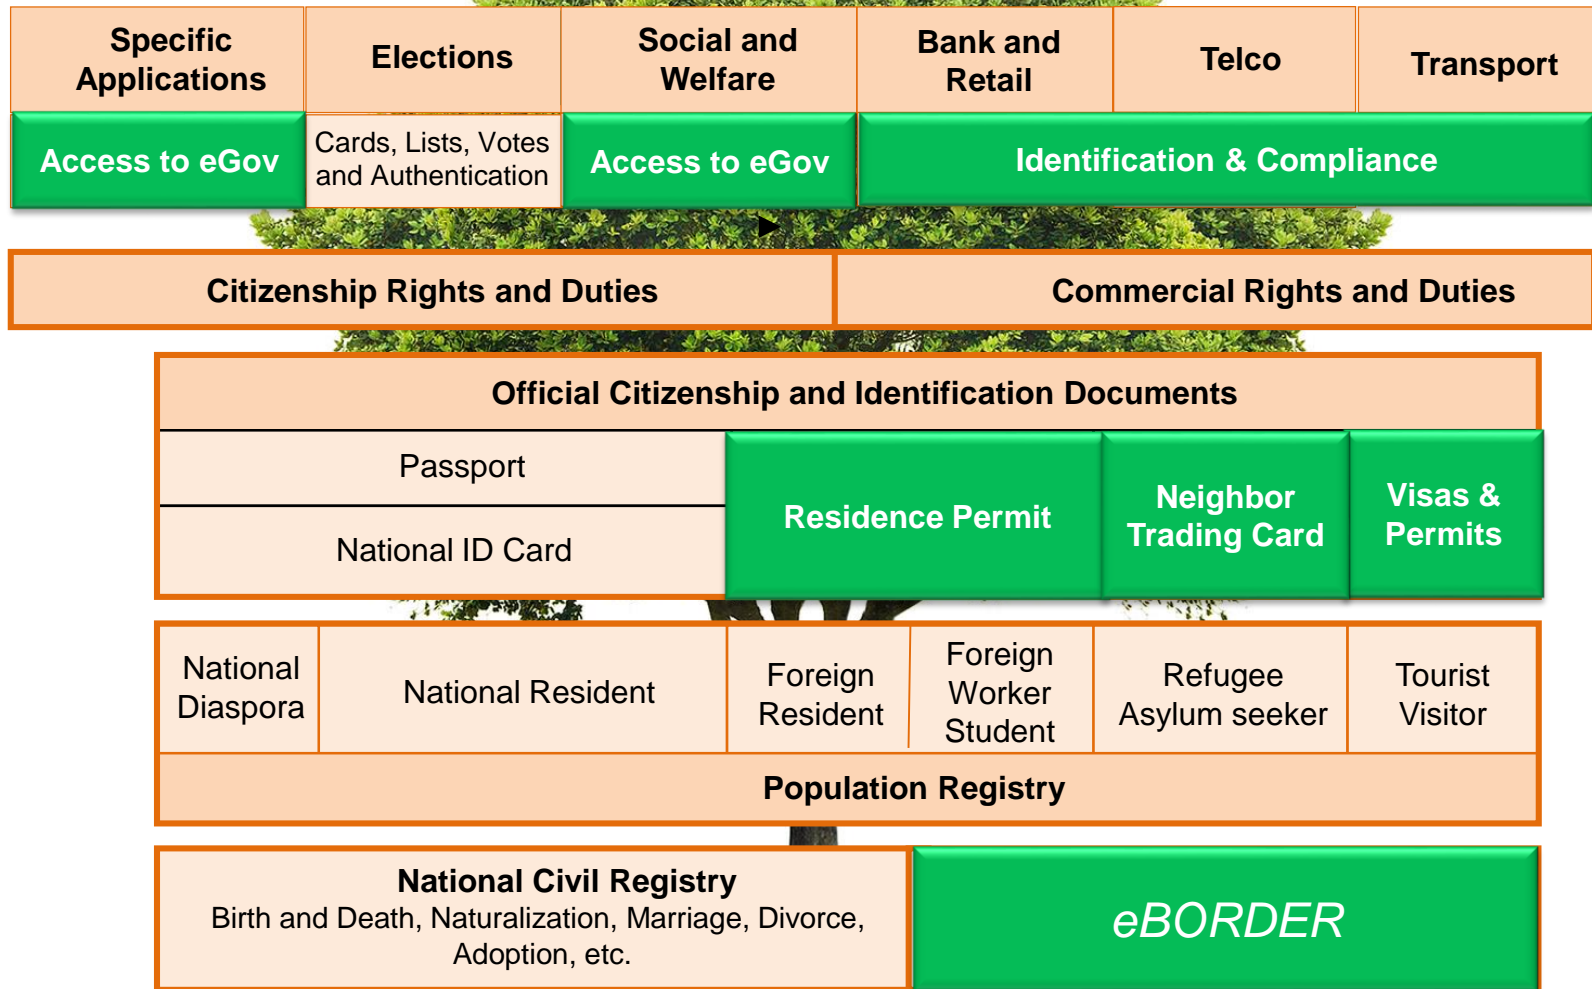 Specific
Applications
Elections
Social and
Welfare
Bank and
Retail
Telco
Transport
Access to eGov
Cards, Lists, Votes
and Authentication
Access to eGov
Identification & Compliance
Citizenship Rights and Duties
Commercial Rights and Duties
Official Citizenship and Identification Documents
Passport
National ID Card
Residence Permit
Neighbor
Trading Card
Visas &
Permits
National
Diaspora
National Resident
Foreign
Resident
Foreign
Worker
Student
Refugee
Asylum seeker
Tourist
Visitor
Population Registry
National Civil Registry
Birth and Death, Naturalization, Marriage, Divorce,
Adoption, etc.
eBORDER